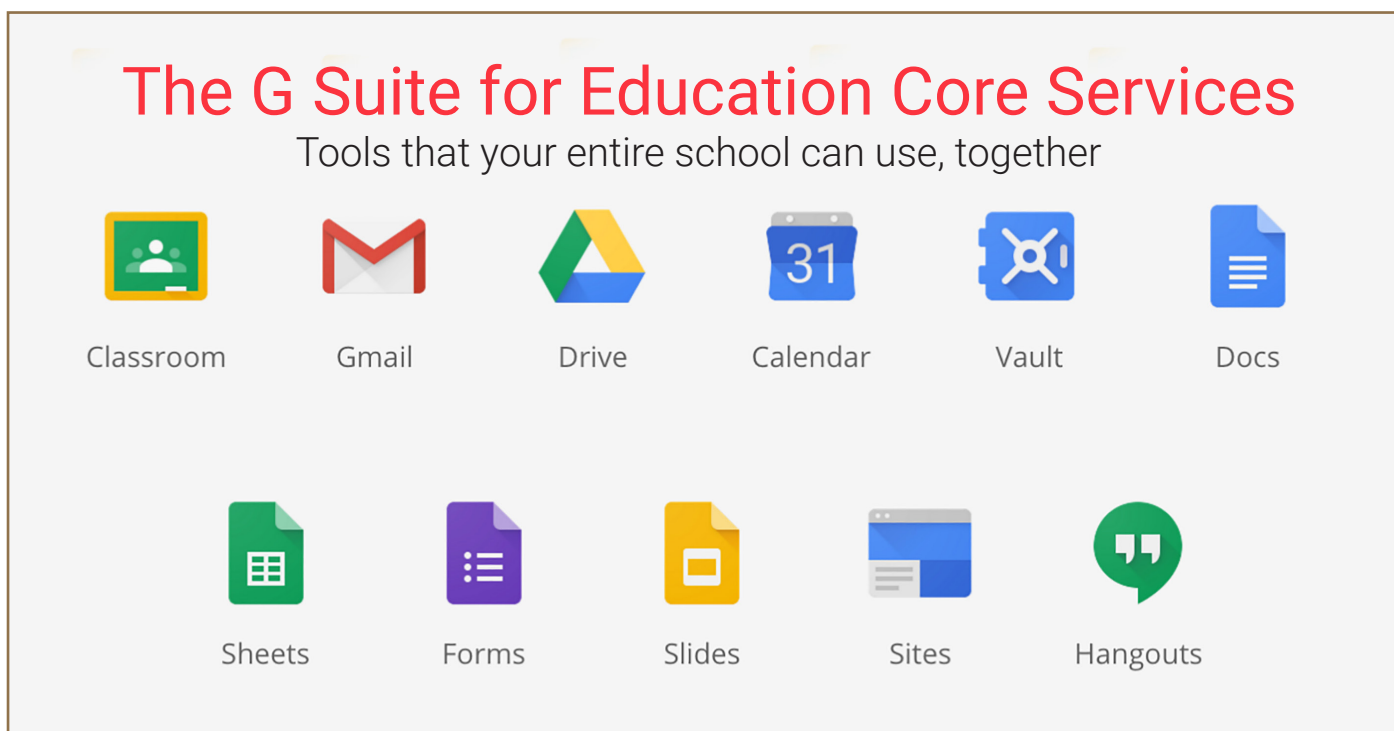 The G Suite for Education Core Services
Tools that your entire school can use, together
31
Classroom Gmail Drive Calendar Vault Docs
Sheets Forms Slides Sites Hangouts